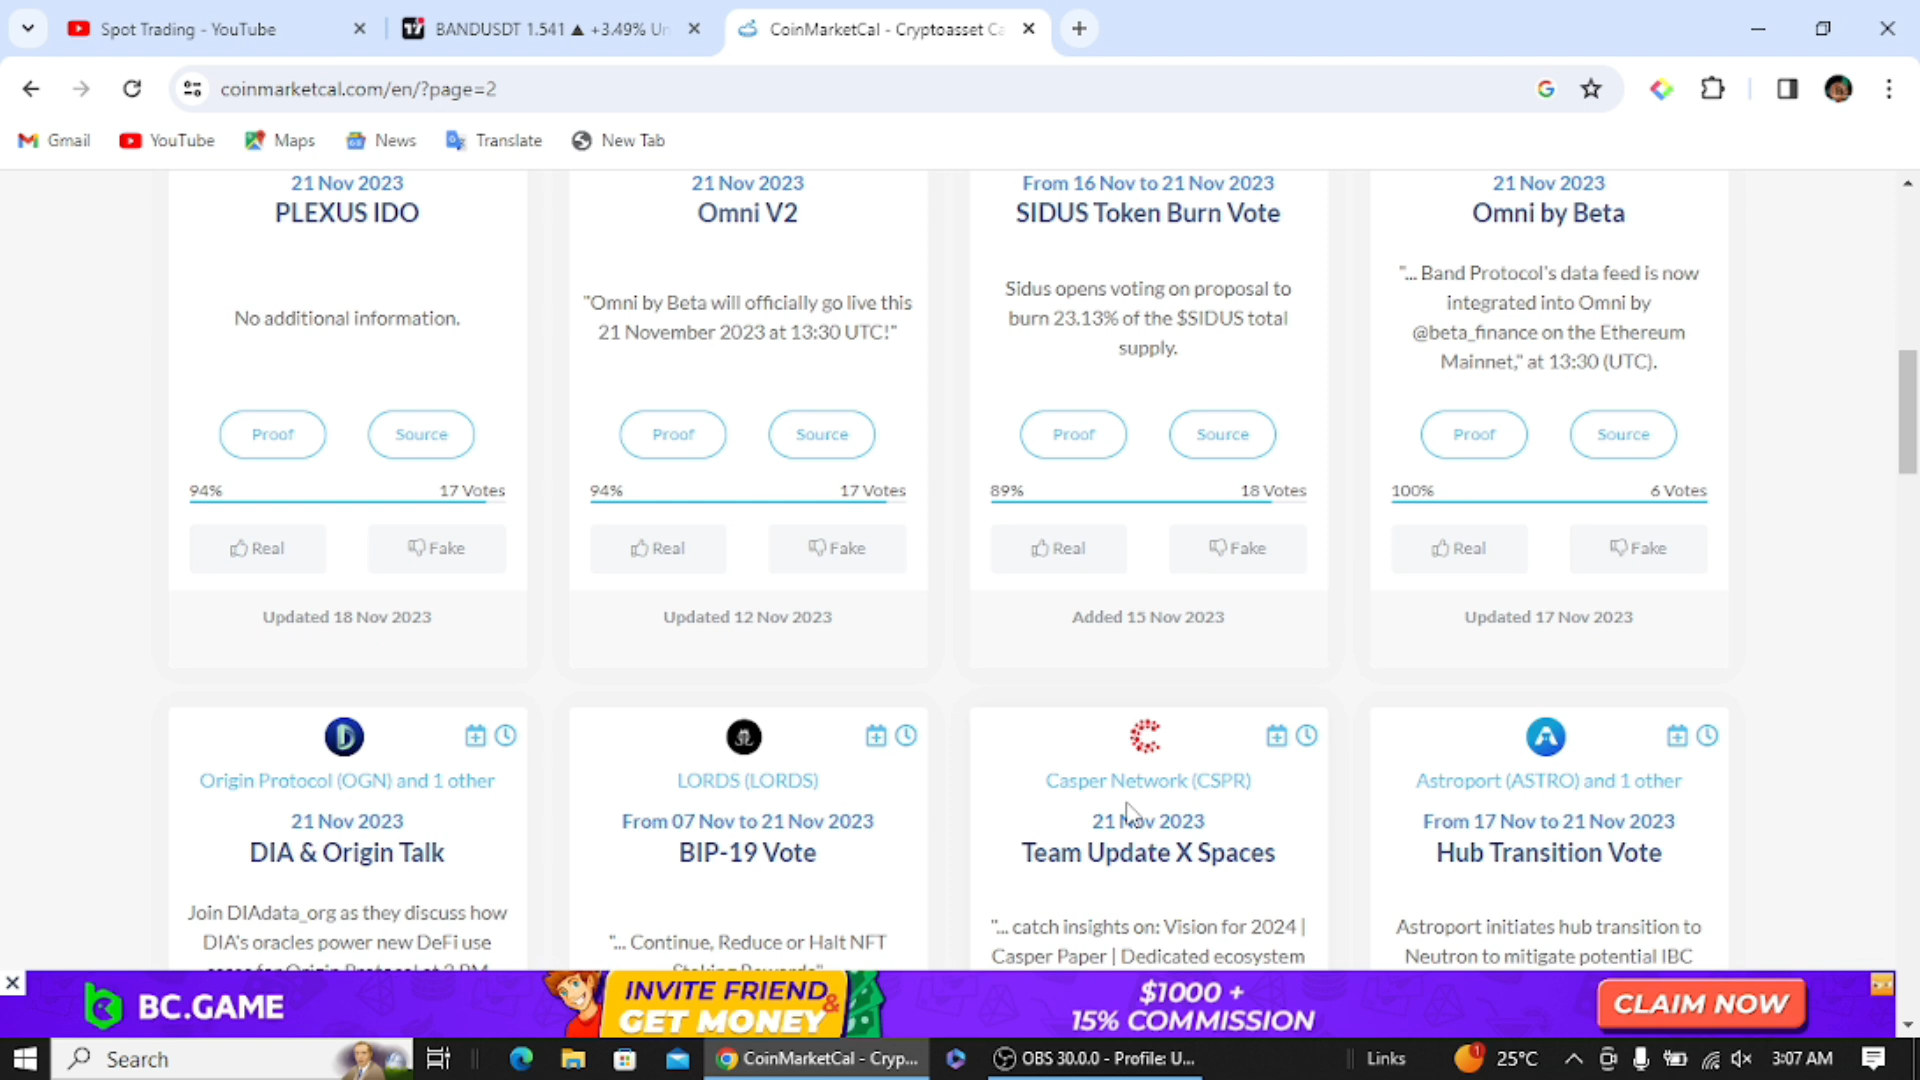 Spot Trading - YouTube
BANDUSDT 1.541 ▲ +3.49% Un
CoinMarketCal - Cryptoasset Ca
coinmarketcal.com/en/?page=2
Gmail YouTube Maps News Translate New Tab
21 Nov 2023
PLEXUS IDO
No additional information.
Proof Source
94% 17 Votes
Real Fake
Updated 18 Nov 2023
21 Nov 2023
Omni V2
"Omni by Beta will officially go live this
21 November 2023 at 13:30 UTC!"
Proof Source
94% 17 Votes
Real Fake
Updated 12 Nov 2023
From 16 Nov to 21 Nov 2023
SIDUS Token Burn Vote
Sidus opens voting on proposal to
burn 23.13% of the $SIDUS total
supply.
Proof Source
89% 18 Votes
Real Fake
Added 15 Nov 2023
21 Nov 2023
Omni by Beta
"... Band Protocol's data feed is now
integrated into Omni by
@beta_finance on the Ethereum
Mainnet," at 13:30 (UTC).
Proof Source
100% 6 Votes
Real Fake
Updated 17 Nov 2023
Origin Protocol (OGN) and 1 other
21 Nov 2023
DIA & Origin Talk
Join DIAdata_org as they discuss how
DIA's oracles power new DeFi use
LORDS (LORDS)
From 07 Nov to 21 Nov 2023
BIP-19 Vote
"... Continue, Reduce or Halt NFT
Staking Rewards"
Casper Network (CSPR)
21 Nov 2023
Team Update X Spaces
"... catch insights on: Vision for 2024 |
Casper Paper | Dedicated ecosystem
Astroport (ASTRO) and 1 other
From 17 Nov to 21 Nov 2023
Hub Transition Vote
Astroport initiates hub transition to
Neutron to mitigate potential IBC
BC.GAME
INVITE FRIEND &
GET MONEY
$1000 +
15% COMMISSION
CLAIM NOW
Search
CoinMarketCal - Cryp...
OBS 30.0.0 - Profile: U...
Links
1
25°C
3:07 AM